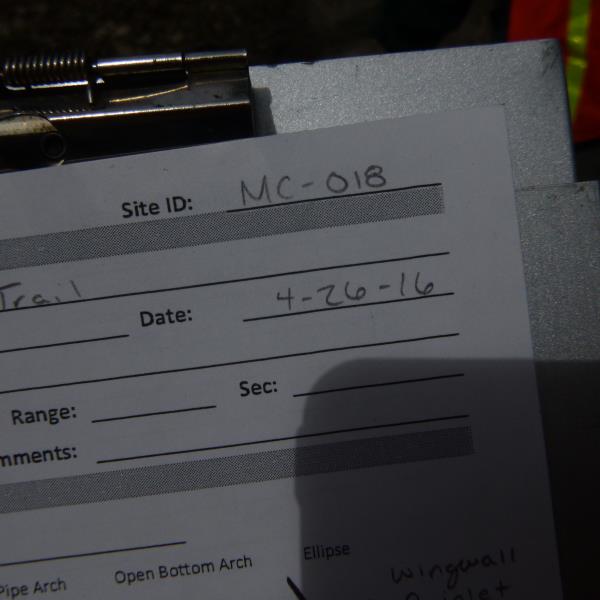 Site ID: MC-018
Trail
Date: 4-26-16
Range: Sec:
mments:
Pipe Arch Open Bottom Arch Ellipse
wingwall